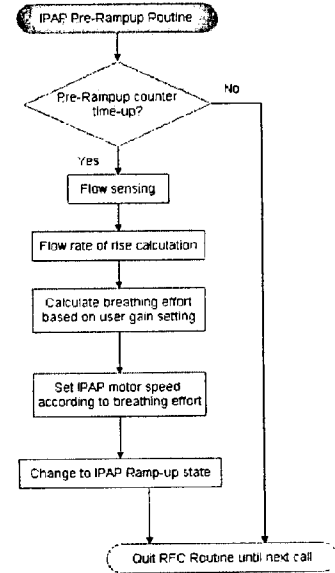 IPAP Pre-Rampup Routine
Pre-Rampup counter
time-up?
No
Yes
Flow sensing
Flow rate of rise calculation
Calculate breathing effort
based on user gain setting
Set IPAP motor speed
according to breathing effort
Change to IPAP Ramp-up state
Quit RFC Routine until next call